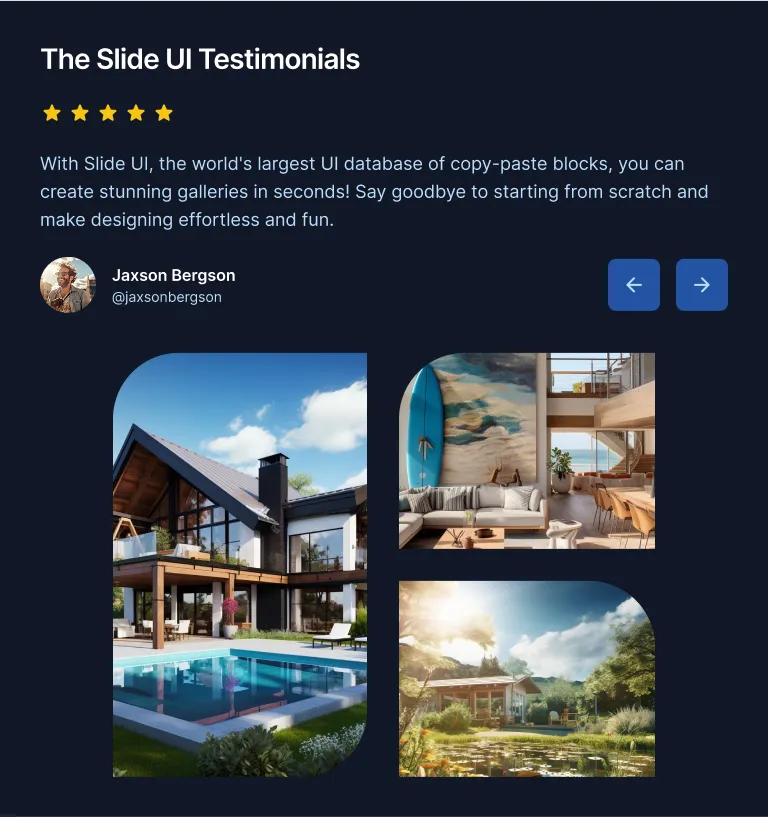 The Slide UI Testimonials
With Slide UI, the world's largest UI database of copy-paste blocks, you can
create stunning galleries in seconds! Say goodbye to starting from scratch and
make designing effortless and fun.
Jaxson Bergson
@jaxsonbergson